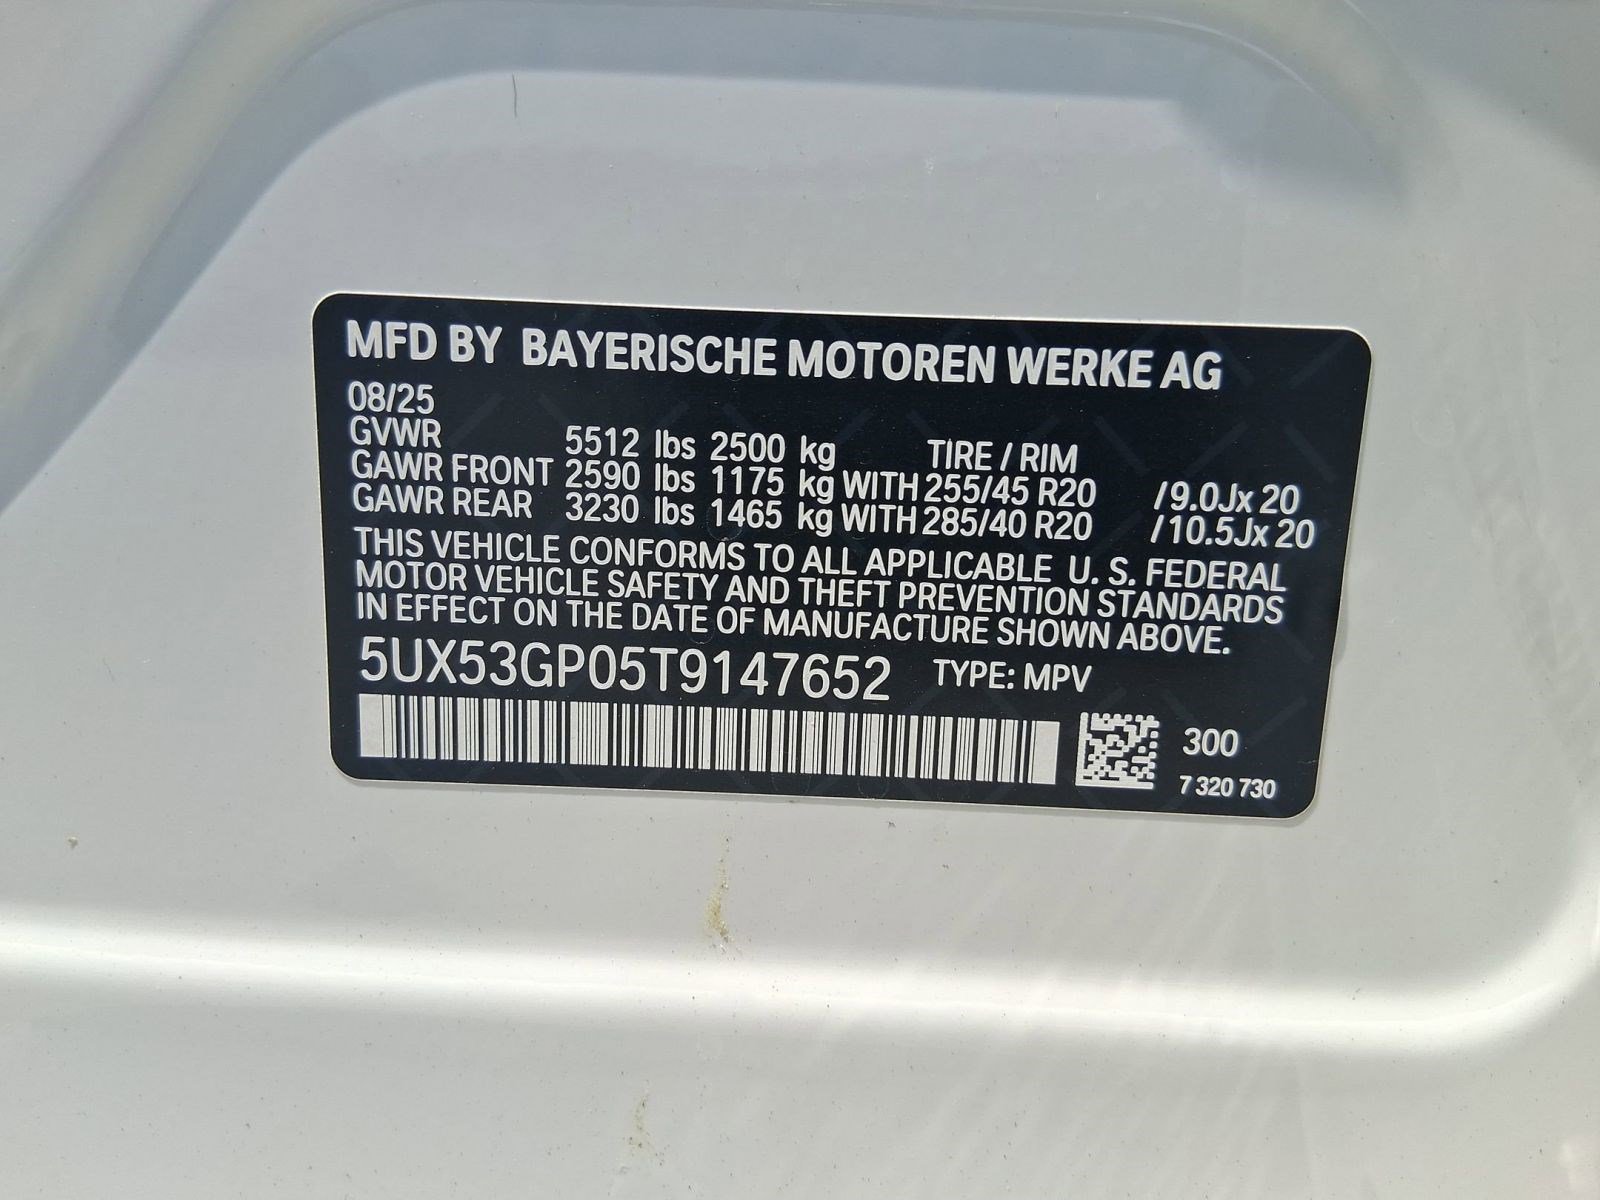 MFD BY BAYERISCHE MOTOREN WERKE AG
08/25
GVWR 5512 lbs 2500 kg TIRE / RIM
GAWR FRONT 2590 lbs 1175 kg WITH 255/45 R20 /9.0Jx 20
GAWR REAR 3230 lbs 1465 kg WITH 285/40 R20 /10.5Jx 20
THIS VEHICLE CONFORMS TO ALL APPLICABLE U. S. FEDERAL
MOTOR VEHICLE SAFETY AND THEFT PREVENTION STANDARDS
IN EFFECT ON THE DATE OF MANUFACTURE SHOWN ABOVE.
5UX53GP05T9147652 TYPE: MPV
300
7 320 730